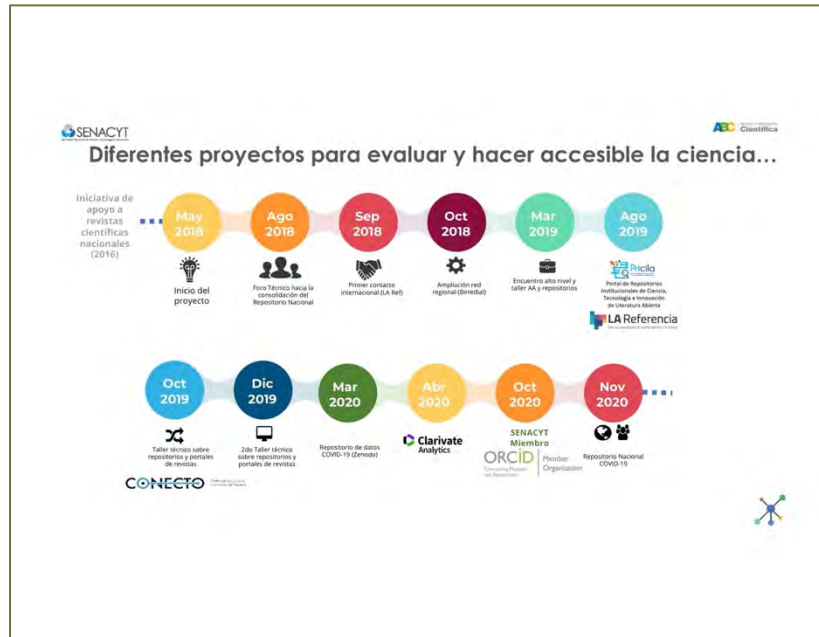 SENACYT
ABC
Científica
Diferentes proyectos para evaluar y hacer accesible la ciencia...
Iniciativa de
apoyo a
revistas
científicas
nacionales
(2016)
May
2018
Inicio del
proyecto
Ago
2018
Foro Técnico hacia la
consolidación del
Repositorio Nacional
Sep
2018
Primer contacto
internacional (LA Ref)
Oct
2018
Ampliación red
regional (Birredial)
Mar
2019
Encuentro alto nivel y
taller AA y repositorios
Ago
2019
Pricila
Portal de Repositorios
Institucionales de Ciencia,
Tecnología e Innovación
de Literatura Abierta
LA Referencia
Oct
2019
Taller técnico sobre
repositorios y portales
de revistas
CONECTO
Dic
2019
2do Taller técnico
sobre repositorios y
portales de revistas
Mar
2020
Repositorio de datos
COVID-19 (Zenodo)
Abr
2020
Clarivate
Analytics
Oct
2020
SENACYT
Miembro
ORCID
Member
Organization
Nov
2020
Repositorio Nacional
COVID-19